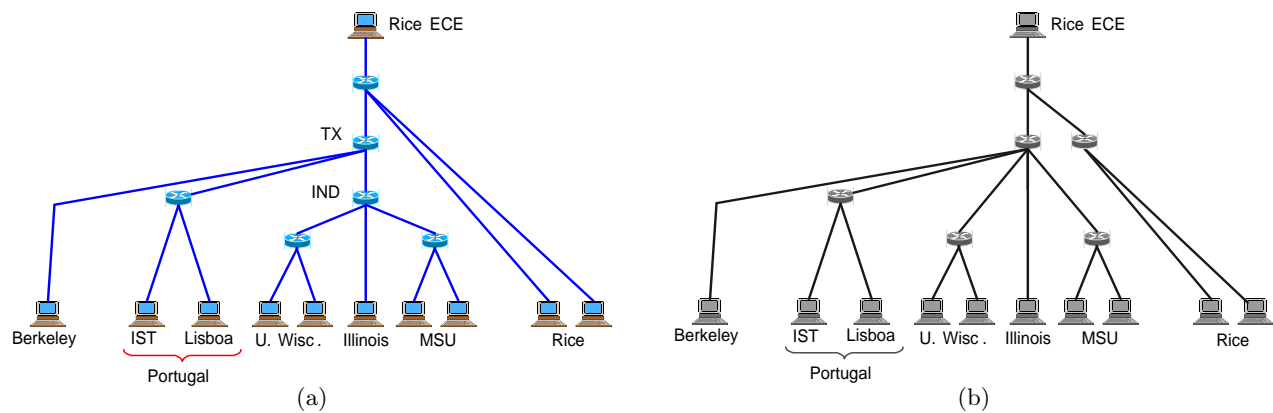 Rice ECE
TX
IND
Berkeley
IST
Lisboa
U. Wisc.
Illinois
MSU
Rice
Portugal
(a)
Rice ECE
Berkeley
IST
Lisboa
U. Wisc.
Illinois
MSU
Rice
Portugal
(b)